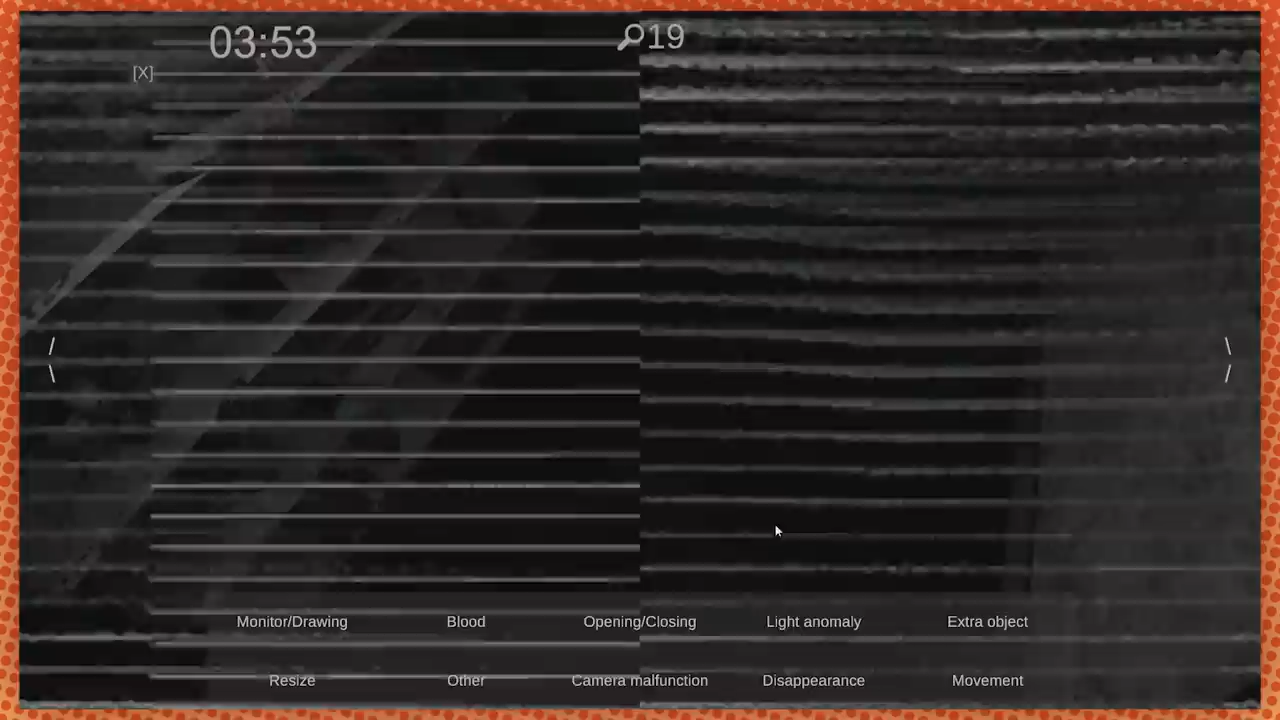 03:53
19
[X]
Monitor/Drawing
Blood
Opening/Closing
Light anomaly
Extra object
Resize
Other
Camera malfunction
Disappearance
Movement